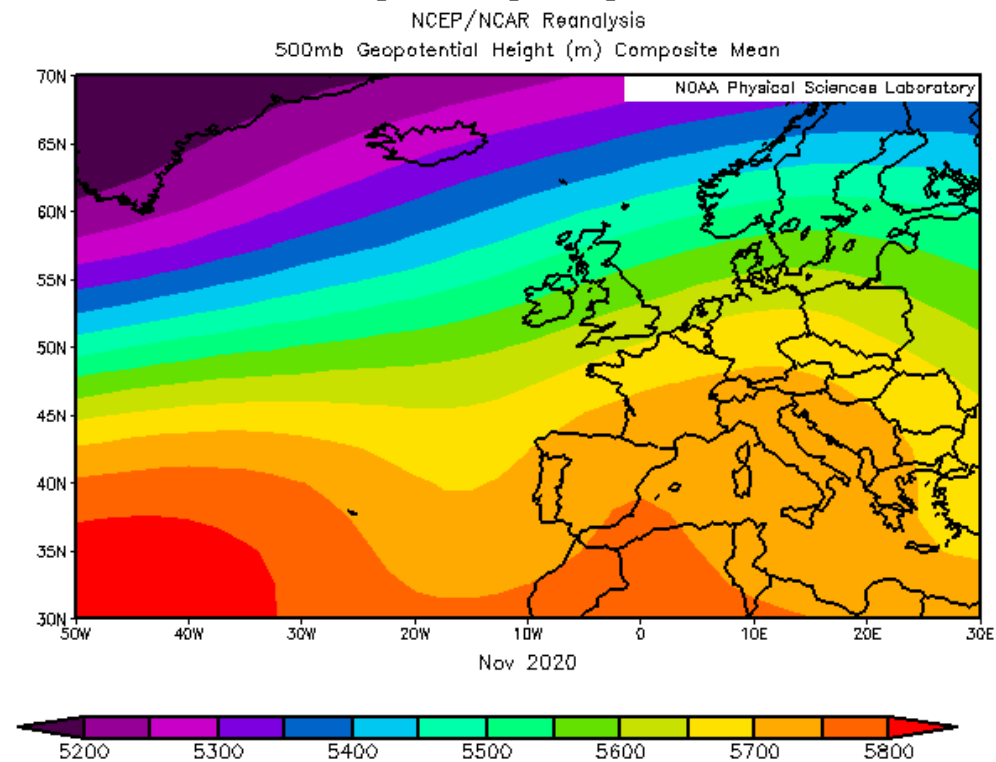 NCEP/NCAR Reanalysis
500mb Geopotential Height (m) Composite Mean
70N
NOAA Physical Sciences Laboratory
65N
60N
55N
50N
45N
40N
35N
30N
50W 40W 30W 20W 10W 0 10E 20E 30E
Nov 2020
5200 5300 5400 5500 5600 5700 5800